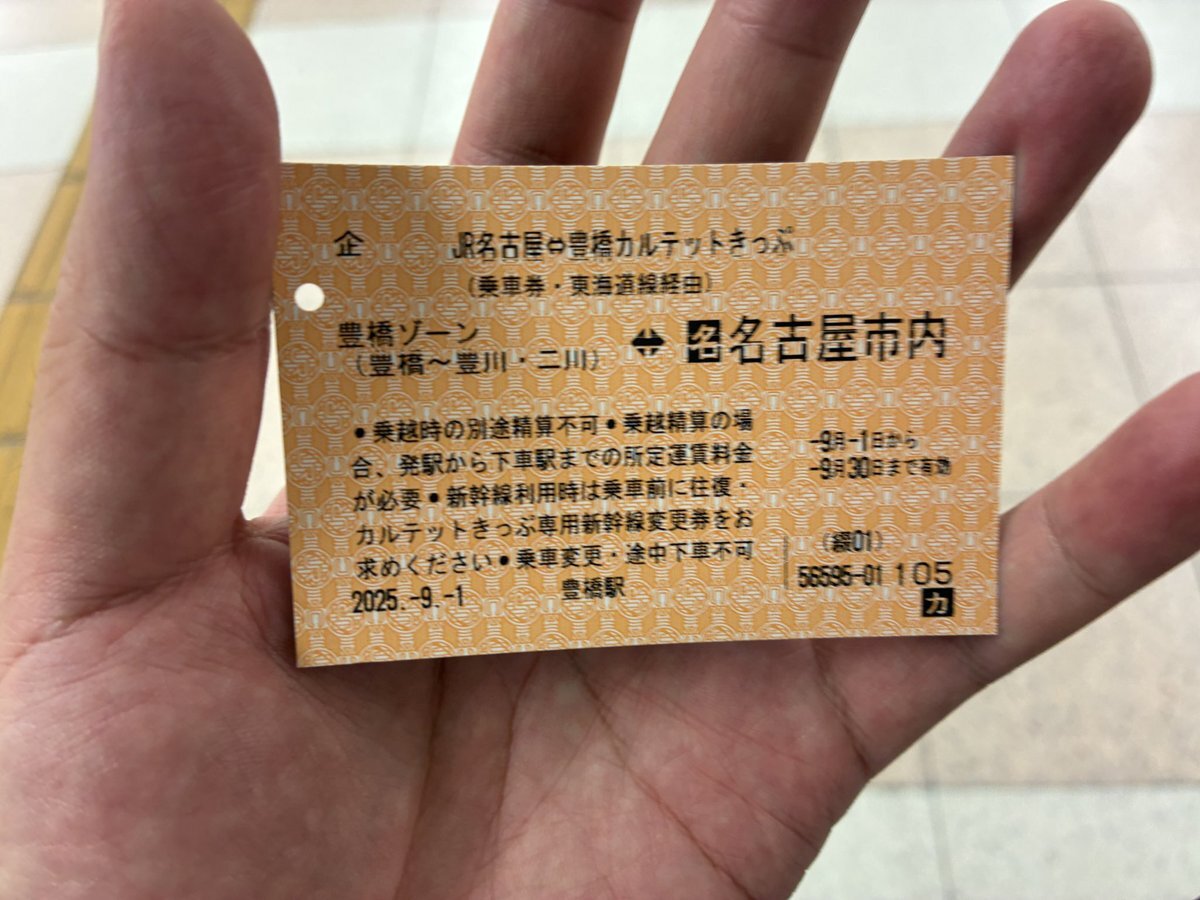 企 JR名古屋⇔豊橋カルテットきっぷ
(乗車券・東海道線経由)
豊橋ゾーン
(豊橋～豊川・二川) ⇔ 名 名古屋市内
●乗越時の別途精算不可●乗越精算の場
合、発駅から下車駅までの所定運賃料金
が必要●新幹線利用時は乗車前に往復・
カルテットきっぷ専用新幹線変更券をお
求めください●乗車変更・途中下車不可
-9月-1日から
-9月30日まで有効
(綴01)
2025.-9.-1 豊橋駅 56595-01 105
カ